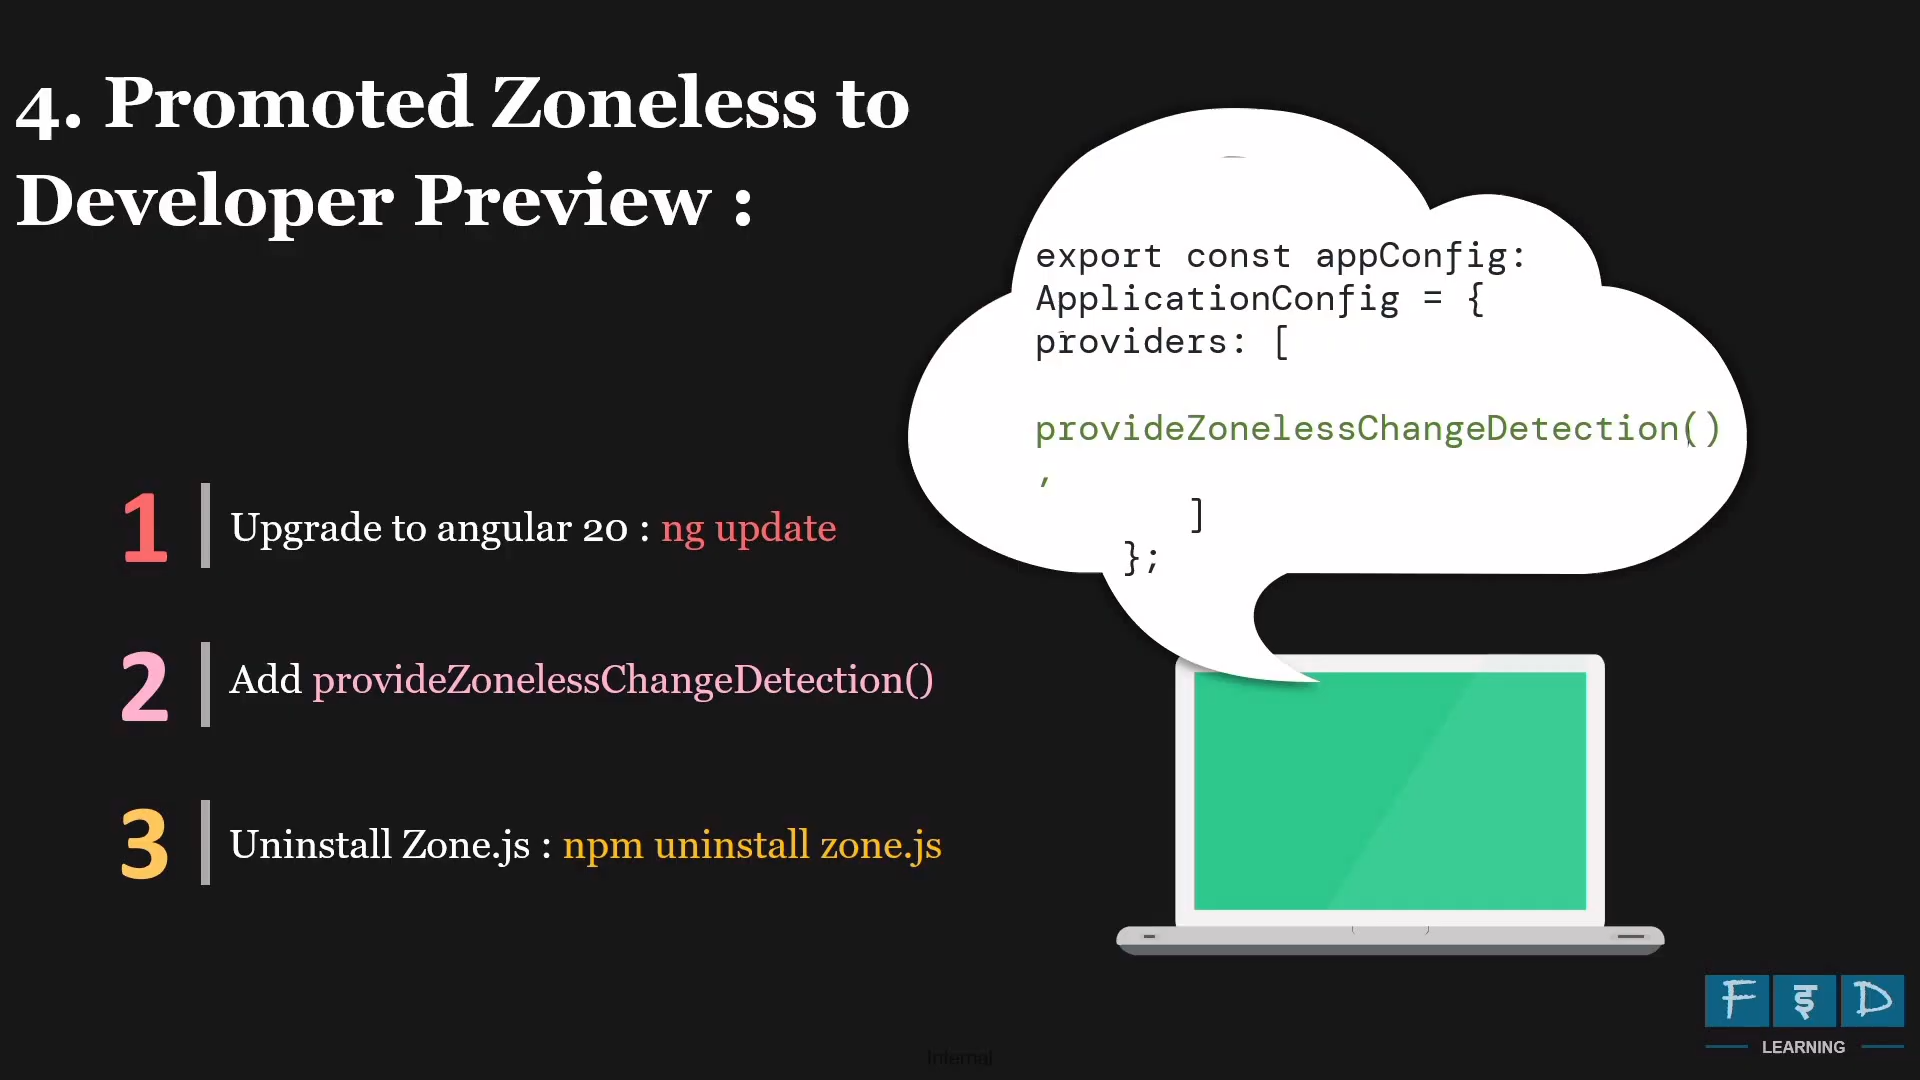 4. Promoted Zoneless to
Developer Preview :
export const appConfig:
ApplicationConfig = {
providers: [
provideZonelessChangeDetection()
,
]
};
1 Upgrade to angular 20 : ng update
2 Add provideZonelessChangeDetection()
3 Uninstall Zone.js : npm uninstall zone.js
F इ D
LEARNING
Internal